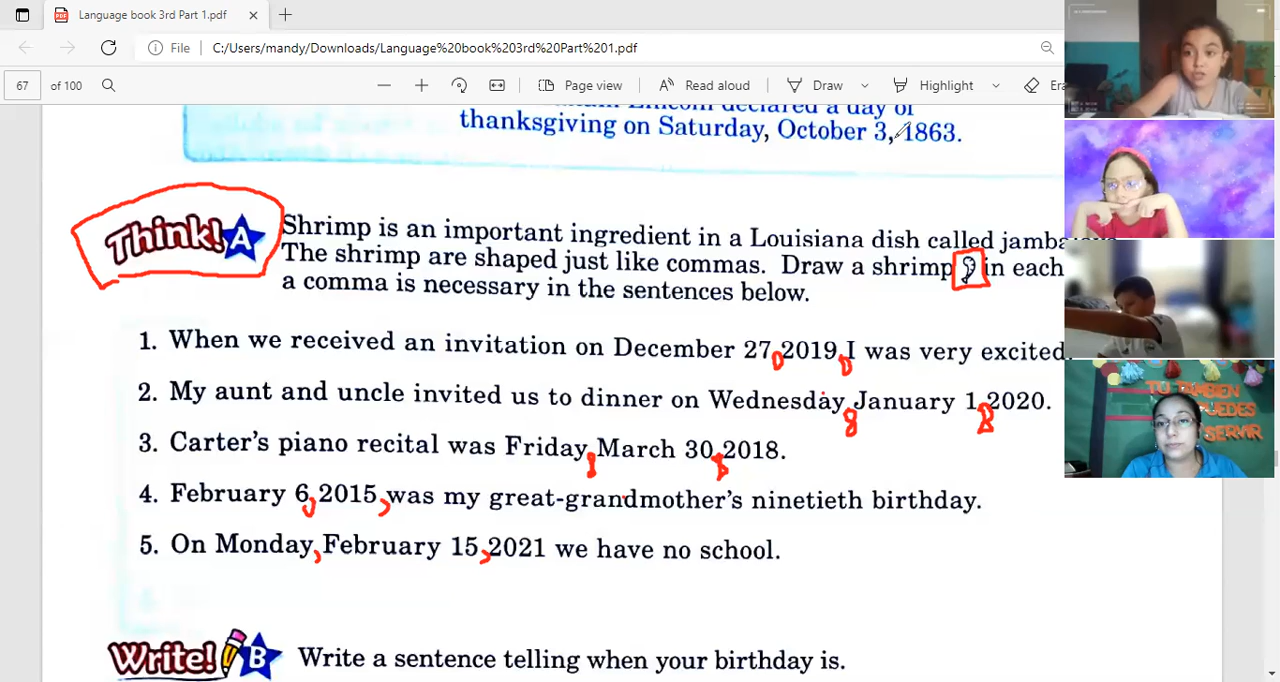 Language book 3rd Part 1.pdf
File C:/Users/mandy/Downloads/Language%20book%203rd%20Part%201.pdf
67 of 100 Page view Read aloud Draw Highlight Era
declared a day of
thanksgiving on Saturday, October 3, 1863.
Think! A Shrimp is an important ingredient in a Louisiana dish called
The shrimp are shaped just like commas. Draw a shrimp , in each
a comma is necessary in the sentences below.
1. When we received an invitation on December 27, 2019, I was very excited.
2. My aunt and uncle invited us to dinner on Wednesday, January 1, 2020.
3. Carter's piano recital was Friday, March 30, 2018.
4. February 6, 2015, was my great-grandmother's ninetieth birthday.
5. On Monday, February 15, 2021 we have no school.
Write! B Write a sentence telling when your birthday is.
TU TAMBIEN
PUEDES
SERVIR